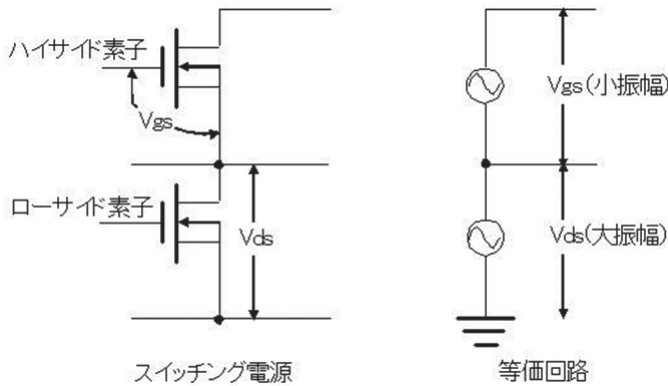 ハイサイド素子
Vgs
ローサイド素子
Vds
スイッチング電源
Vgs(小振幅)
Vds(大振幅)
等価回路